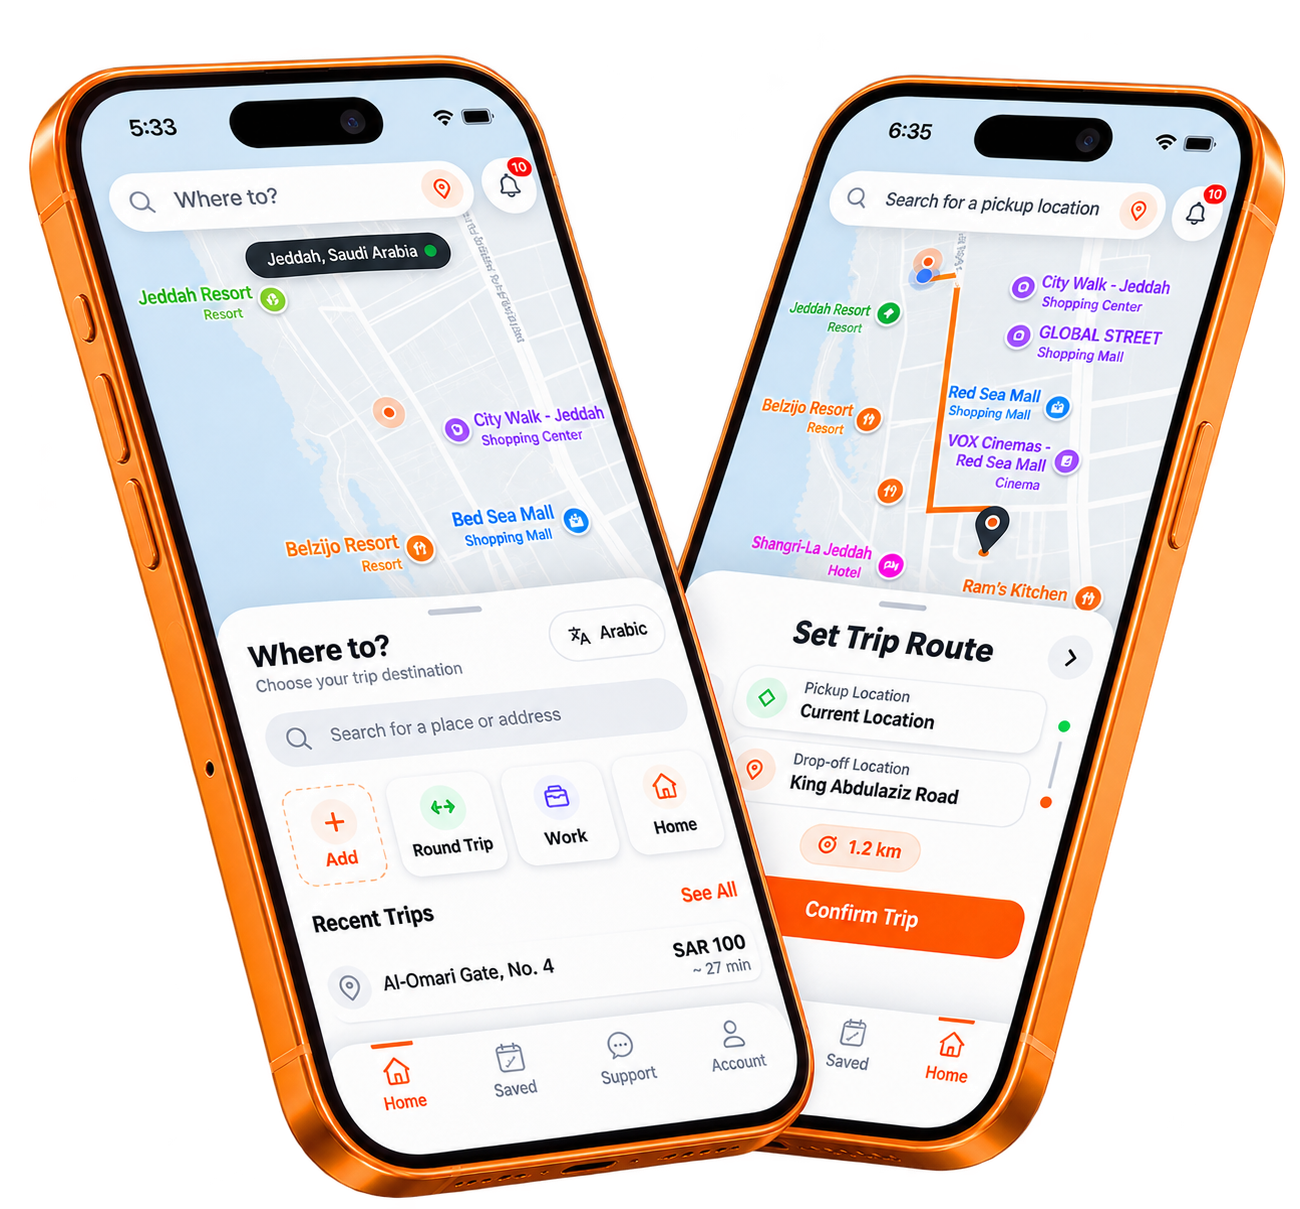 5:33
Where to?
10
Jeddah, Saudi Arabia
Jeddah Resort
Resort
City Walk - Jeddah
Shopping Center
Bed Sea Mall
Shopping Mall
Belzijo Resort
Resort
Where to?
Choose your trip destination
Arabic
Search for a place or address
Add
Round Trip
Work
Home
Recent Trips
See All
Al-Omari Gate, No. 4
SAR 100
~ 27 min
Home
Saved
Support
Account
6:35
Search for a pickup location
10
City Walk - Jeddah
Shopping Center
Jeddah Resort
Resort
GLOBAL STREET
Shopping Mall
Red Sea Mall
Shopping Mall
Belzijo Resort
Resort
VOX Cinemas -
Red Sea Mall
Cinema
Shangri-La Jeddah
Hotel
Ram's Kitchen
Set Trip Route
Pickup Location
Current Location
Drop-off Location
King Abdulaziz Road
1.2 km
Confirm Trip
Saved
Home